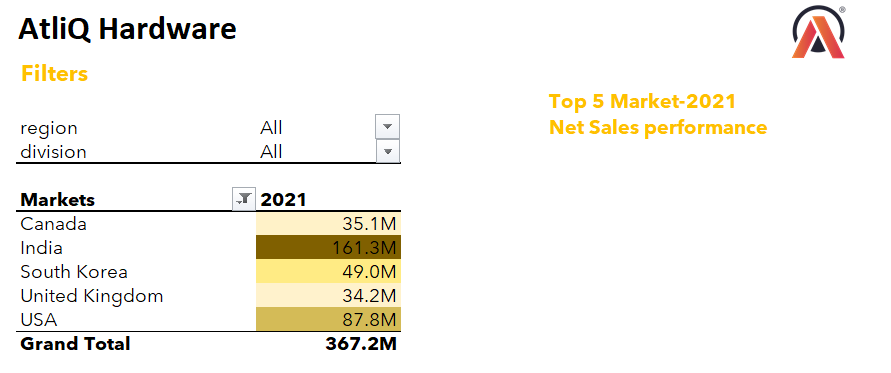 AtliQ Hardware
®
Filters
Top 5 Market-2021
Net Sales performance
region All
division All
Markets 2021
Canada 35.1M
India 161.3M
South Korea 49.0M
United Kingdom 34.2M
USA 87.8M
Grand Total 367.2M